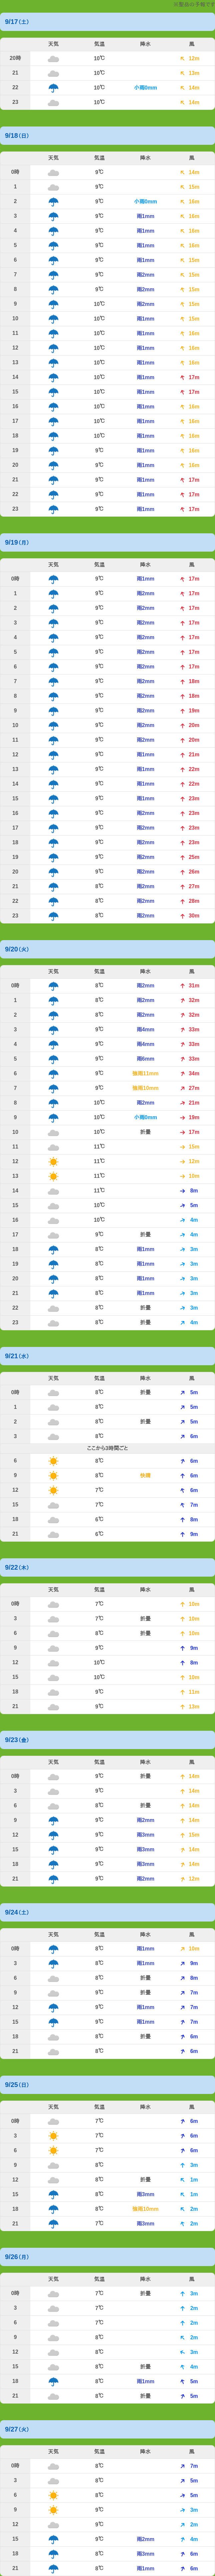 ※数歳の予報です
9/17(土)
天気 気温 降水 風
20時 10℃ 12m
21 10℃ 13m
22 10℃ 小雨0mm 14m
23 10℃ 14m
9/18(日)
天気 気温 降水 風
0時 9℃ 14m
1 9℃ 15m
2 9℃ 小雨0mm 16m
3 9℃ 雨1mm 16m
4 9℃ 雨1mm 16m
5 9℃ 雨1mm 16m
6 9℃ 雨1mm 15m
7 9℃ 雨2mm 15m
8 9℃ 雨2mm 15m
9 10℃ 雨2mm 15m
10 10℃ 雨1mm 15m
11 10℃ 雨1mm 16m
12 10℃ 雨1mm 16m
13 10℃ 雨1mm 16m
14 10℃ 雨1mm 17m
15 10℃ 雨1mm 17m
16 10℃ 雨1mm 16m
17 10℃ 雨1mm 16m
18 10℃ 雨1mm 16m
19 9℃ 雨1mm 16m
20 9℃ 雨1mm 16m
21 9℃ 雨1mm 17m
22 9℃ 雨1mm 17m
23 9℃ 雨1mm 17m
9/19(月)
天気 気温 降水 風
0時 9℃ 雨1mm 17m
1 9℃ 雨2mm 17m
2 9℃ 雨2mm 17m
3 9℃ 雨2mm 17m
4 9℃ 雨2mm 17m
5 9℃ 雨2mm 17m
6 9℃ 雨2mm 17m
7 9℃ 雨2mm 18m
8 9℃ 雨2mm 18m
9 9℃ 雨2mm 19m
10 9℃ 雨2mm 20m
11 9℃ 雨2mm 20m
12 9℃ 雨1mm 21m
13 9℃ 雨1mm 22m
14 9℃ 雨1mm 22m
15 9℃ 雨1mm 23m
16 9℃ 雨2mm 23m
17 9℃ 雨2mm 23m
18 9℃ 雨2mm 23m
19 9℃ 雨2mm 25m
20 9℃ 雨2mm 26m
21 8℃ 雨2mm 27m
22 8℃ 雨2mm 28m
23 8℃ 雨2mm 30m
9/20(火)
天気 気温 降水 風
0時 8℃ 雨2mm 31m
1 8℃ 雨2mm 32m
2 8℃ 雨2mm 32m
3 8℃ 雨4mm 33m
4 8℃ 雨4mm 33m
5 8℃ 雨6mm 33m
6 9℃ 強雨11mm 34m
7 9℃ 強雨10mm 27m
8 10℃ 雨2mm 21m
9 10℃ 小雨0mm 19m
10 10℃ 折畳 17m
11 11℃ 15m
12 11℃ 12m
13 11℃ 10m
14 11℃ 8m
15 10℃ 5m
16 10℃ 4m
17 9℃ 折畳 4m
18 8℃ 雨1mm 3m
19 8℃ 雨1mm 3m
20 8℃ 雨1mm 3m
21 8℃ 雨1mm 3m
22 8℃ 折畳 3m
23 8℃ 折畳 4m
9/21(水)
天気 気温 降水 風
0時 8℃ 折畳 5m
1 8℃ 5m
2 8℃ 折畳 5m
3 8℃ 6m
ここから3時間ごと
6 8℃ 6m
9 8℃ 快晴 6m
12 7℃ 6m
15 7℃ 7m
18 6℃ 8m
21 6℃ 9m
9/22(木)
天気 気温 降水 風
0時 7℃ 10m
3 7℃ 折畳 10m
6 8℃ 折畳 10m
9 9℃ 9m
12 10℃ 8m
15 10℃ 10m
18 9℃ 11m
21 9℃ 13m
9/23(金)
天気 気温 降水 風
0時 9℃ 折畳 14m
3 9℃ 14m
6 8℃ 折畳 14m
9 9℃ 雨2mm 14m
12 9℃ 雨3mm 15m
15 9℃ 雨3mm 14m
18 8℃ 雨3mm 14m
21 9℃ 雨2mm 12m
9/24(土)
天気 気温 降水 風
0時 8℃ 雨1mm 10m
3 8℃ 雨1mm 9m
6 8℃ 折畳 8m
9 8℃ 折畳 7m
12 9℃ 雨1mm 7m
15 8℃ 雨1mm 7m
18 8℃ 折畳 6m
21 8℃ 6m
9/25(日)
天気 気温 降水 風
0時 7℃ 6m
3 7℃ 6m
6 7℃ 6m
9 8℃ 3m
12 8℃ 折畳 1m
15 8℃ 雨3mm 1m
18 8℃ 強雨10mm 2m
21 7℃ 雨3mm 2m
9/26(月)
天気 気温 降水 風
0時 7℃ 折畳 3m
3 7℃ 2m
6 7℃ 2m
9 8℃ 2m
12 8℃ 3m
15 8℃ 折畳 4m
18 8℃ 雨1mm 5m
21 8℃ 折畳 5m
9/27(火)
天気 気温 降水 風
0時 8℃ 7m
3 8℃ 5m
6 8℃ 5m
9 9℃ 3m
12 9℃ 2m
15 9℃ 雨2mm 4m
18 8℃ 雨3mm 6m
21 8℃ 雨1mm 6m